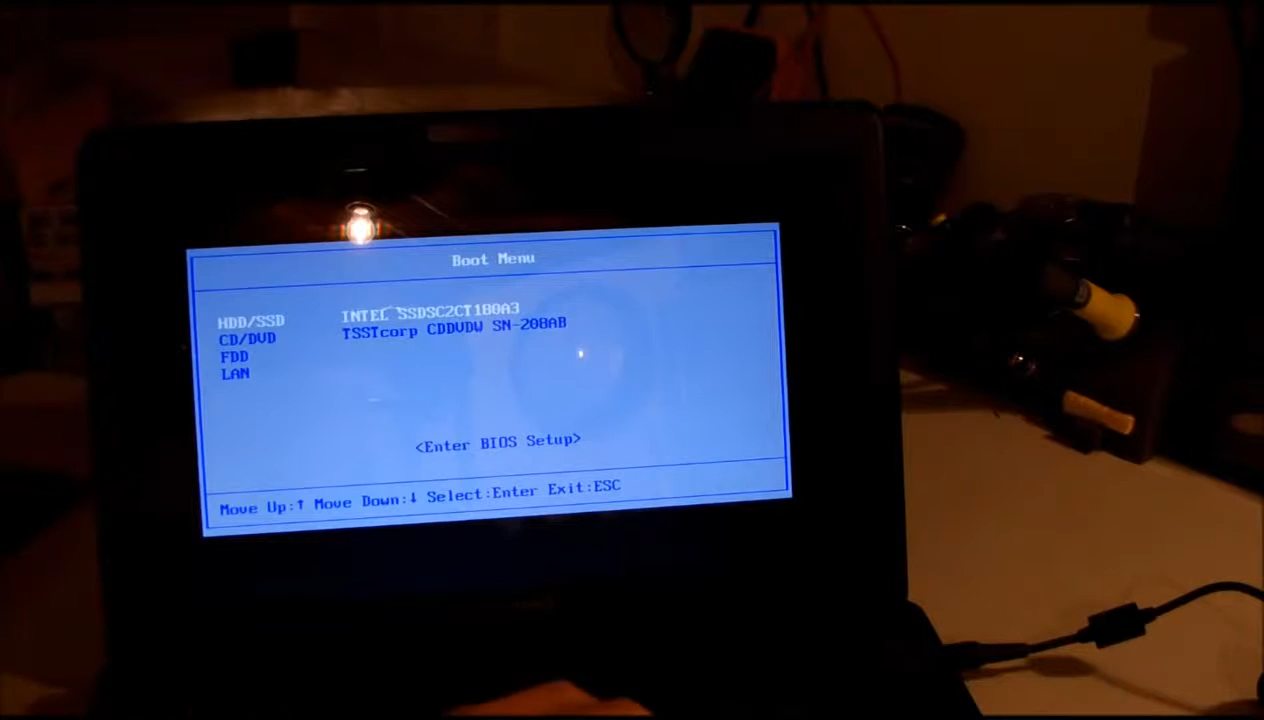 Boot Menu
HDD/SSD INTEL SSDSC2CT180A3
CD/DVD TSSTcorp CDDVDW SN-208AB
FDD
LAN
<Enter BIOS Setup>
Move Up:↑ Move Down:↓ Select:Enter Exit:ESC